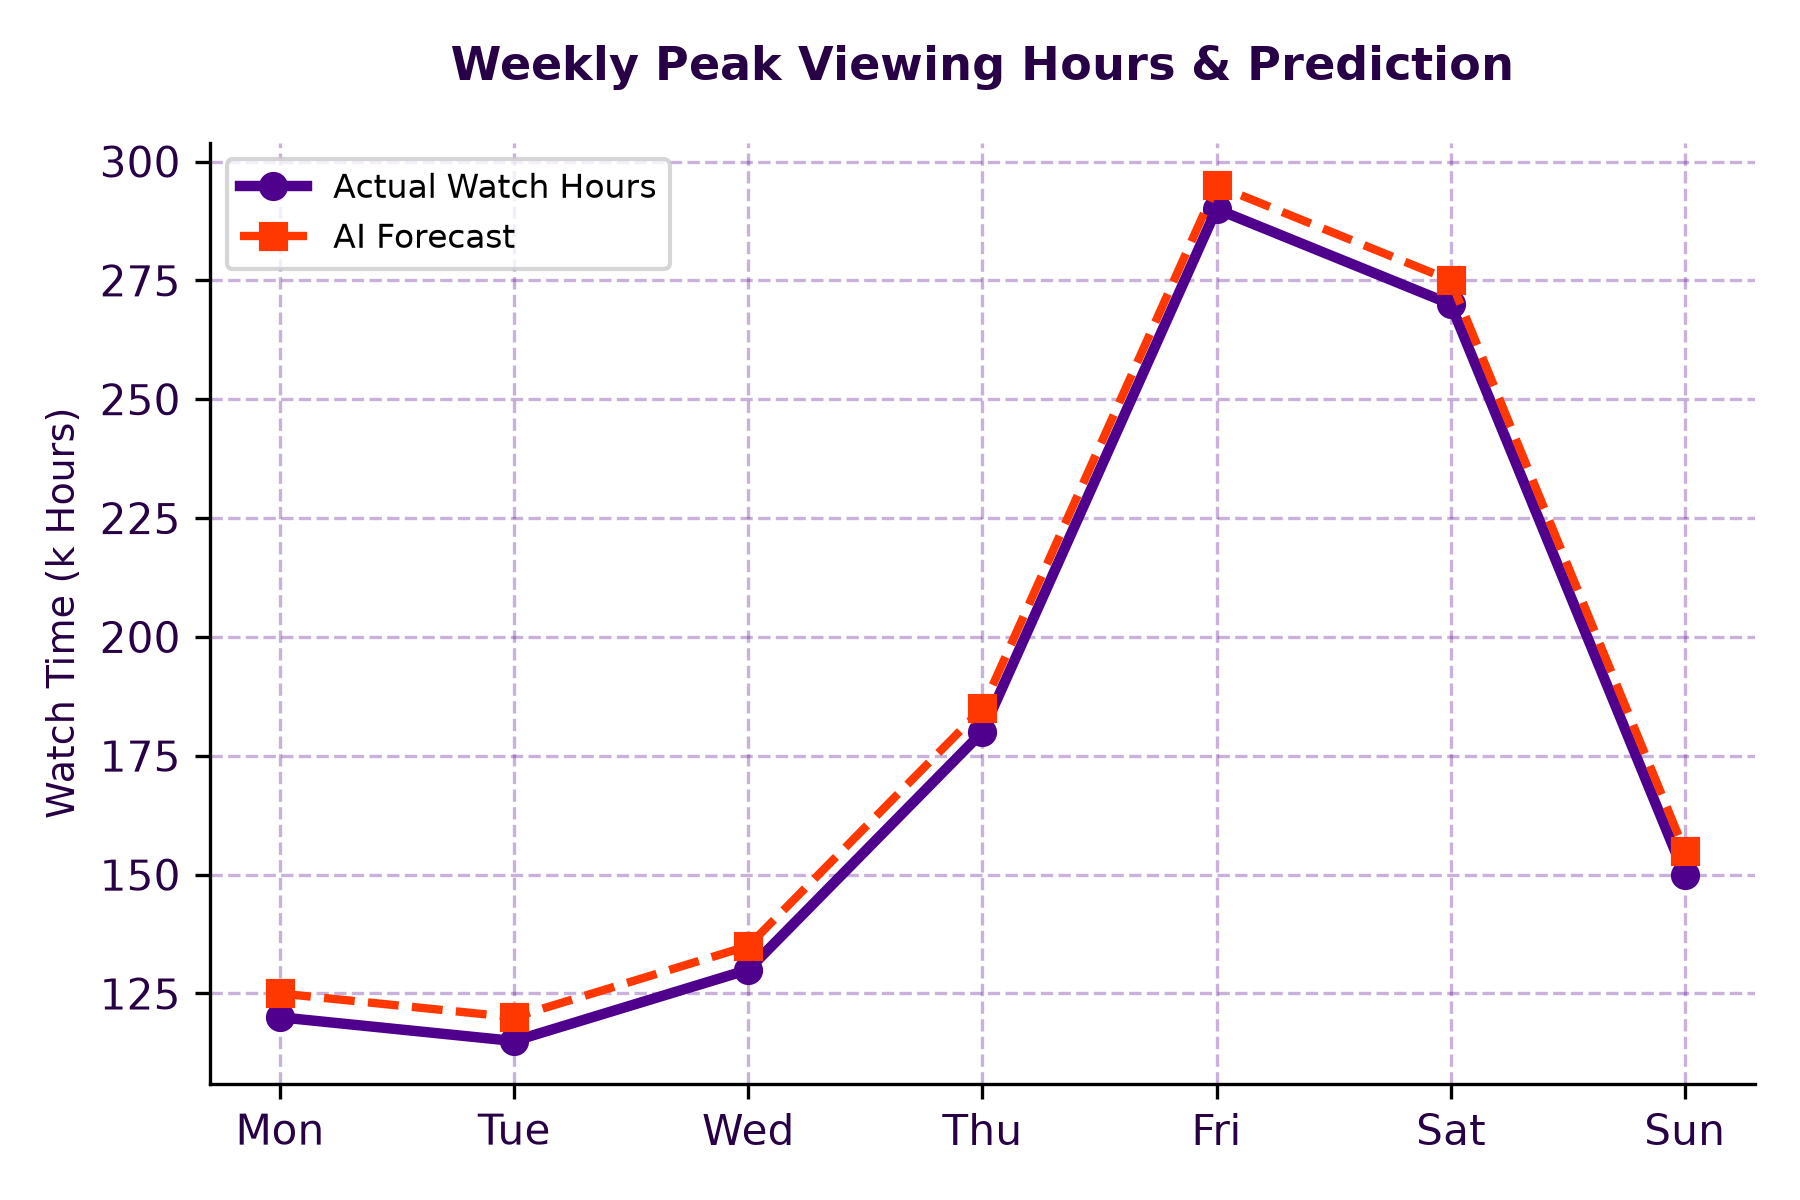 Weekly Peak Viewing Hours & Prediction
Actual Watch Hours
AI Forecast
Watch Time (k Hours)
300
275
250
225
200
175
150
125
Mon Tue Wed Thu Fri Sat Sun